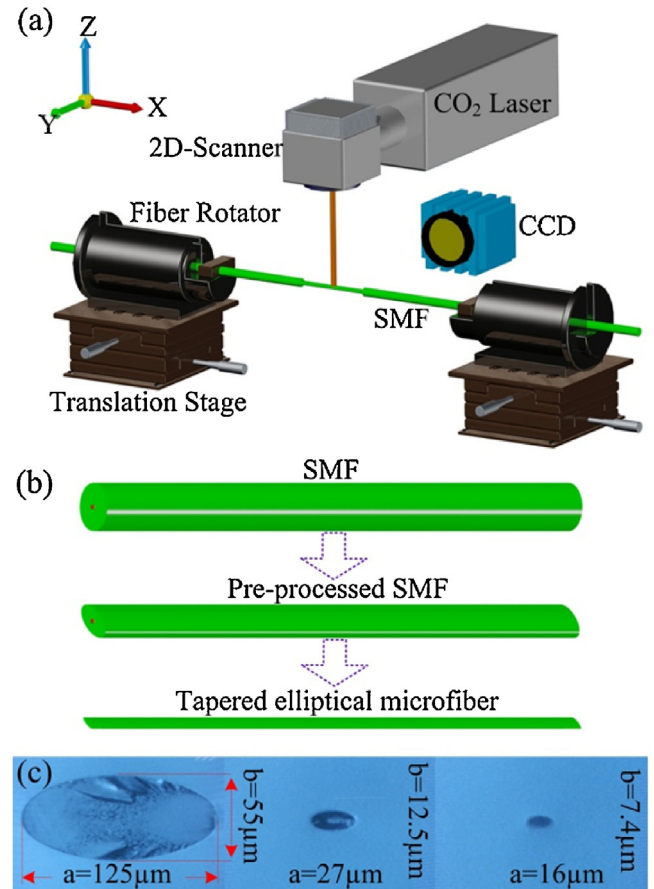 (a)
Z
X
Y
CO₂ Laser
2D-Scanner
Fiber Rotator
CCD
SMF
Translation Stage
(b)
SMF
Pre-processed SMF
Tapered elliptical microfiber
(c)
b=55μm
a=125μm
b=12.5μm
a=27μm
b=7.4μm
a=16μm